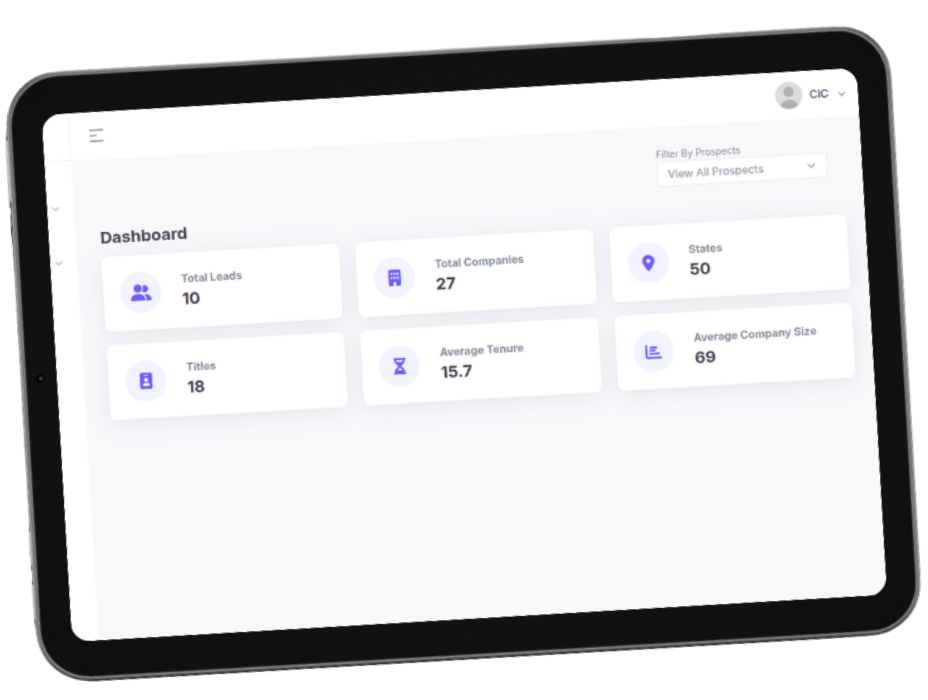 CIC
Filter By Prospects
View All Prospects
Dashboard
Total Leads
10
Total Companies
27
States
50
Titles
18
Average Tenure
15.7
Average Company Size
69